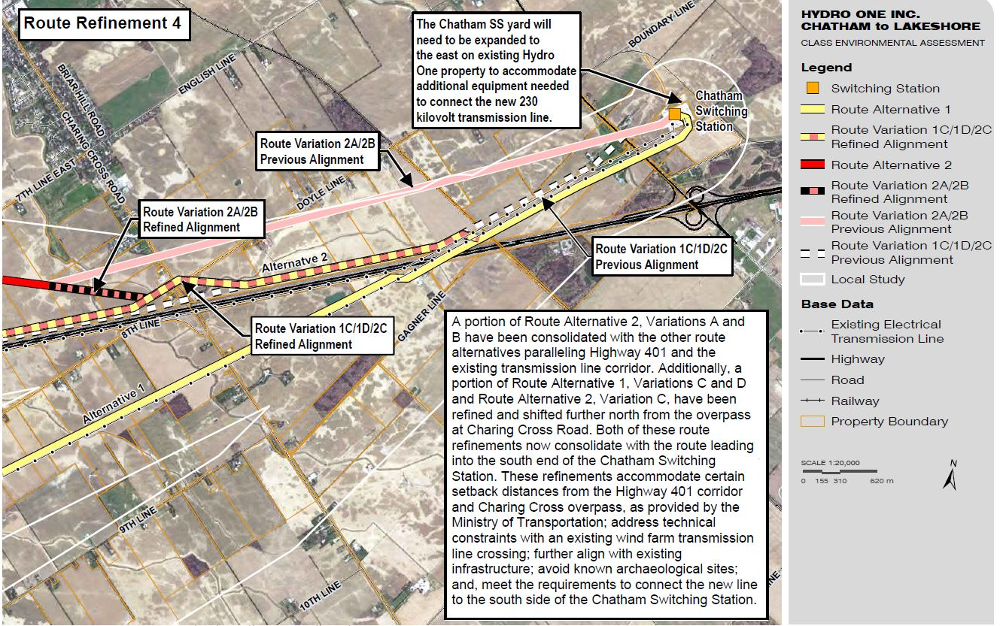 Route Refinement 4
The Chatham SS yard will
need to be expanded to
the east on existing Hydro
One property to accommodate
additional equipment needed
to connect the new 230
kilovolt transmission line.
BOUNDARY LINE
Chatham
Switching
Station
ENGLISH LINE
BRIAR HILL ROAD
CHARING CROSS ROAD
7TH LINE EAST
Route Variation 2A/2B
Previous Alignment
DOYLE LINE
Route Variation 2A/2B
Refined Alignment
Alternatve 2
Route Variation 1C/1D/2C
Previous Alignment
8TH LINE
Route Variation 1C/1D/2C
Refined Alignment
GAGNER LINE
Alternative 1
9TH LINE
10TH LINE
INE
A portion of Route Alternative 2, Variations A and
B have been consolidated with the other route
alternatives paralleling Highway 401 and the
existing transmission line corridor. Additionally, a
portion of Route Alternative 1, Variations C and D
and Route Alternative 2, Variation C, have been
refined and shifted further north from the overpass
at Charing Cross Road. Both of these route
refinements now consolidate with the route leading
into the south end of the Chatham Switching
Station. These refinements accommodate certain
setback distances from the Highway 401 corridor
and Charing Cross overpass, as provided by the
Ministry of Transportation; address technical
constraints with an existing wind farm transmission
line crossing; further align with existing
infrastructure; avoid known archaeological sites;
and, meet the requirements to connect the new line
to the south side of the Chatham Switching Station.
HYDRO ONE INC.
CHATHAM to LAKESHORE
CLASS ENVIRONMENTAL ASSESSMENT
Legend
Switching Station
Route Alternative 1
Route Variation 1C/1D/2C
Refined Alignment
Route Alternative 2
Route Variation 2A/2B
Refined Alignment
Route Variation 2A/2B
Previous Alignment
Route Variation 1C/1D/2C
Previous Alignment
Local Study
Base Data
Existing Electrical
Transmission Line
Highway
Road
Railway
Property Boundary
SCALE 1:20,000
0 155 310 620 m
N